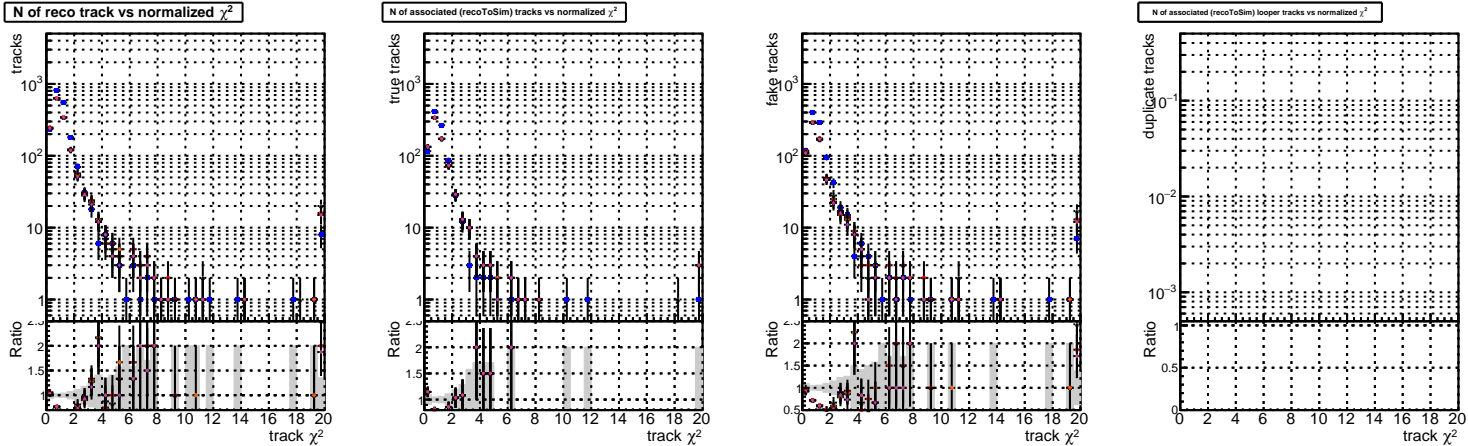 N of reco track vs normalized χ²
tracks
10³
10²
10
1
Ratio
2.5
2
1.5
1
0 2 4 6 8 10 12 14 16 18 20
track χ²
N of associated (recoToSim) tracks vs normalized χ²
true tracks
10³
10²
10
1
Ratio
2.5
2
1.5
1
0 2 4 6 8 10 12 14 16 18 20
track χ²
fake tracks
10³
10²
10
1
Ratio
2.5
2
1.5
1
0.5
0 2 4 6 8 10 12 14 16 18 20
track χ²
N of associated (recoToSim) looper tracks vs normalized χ²
duplicate tracks
10⁻¹
10⁻²
10⁻³
Ratio
1
0.5
0
0 2 4 6 8 10 12 14 16 18 20
track χ²